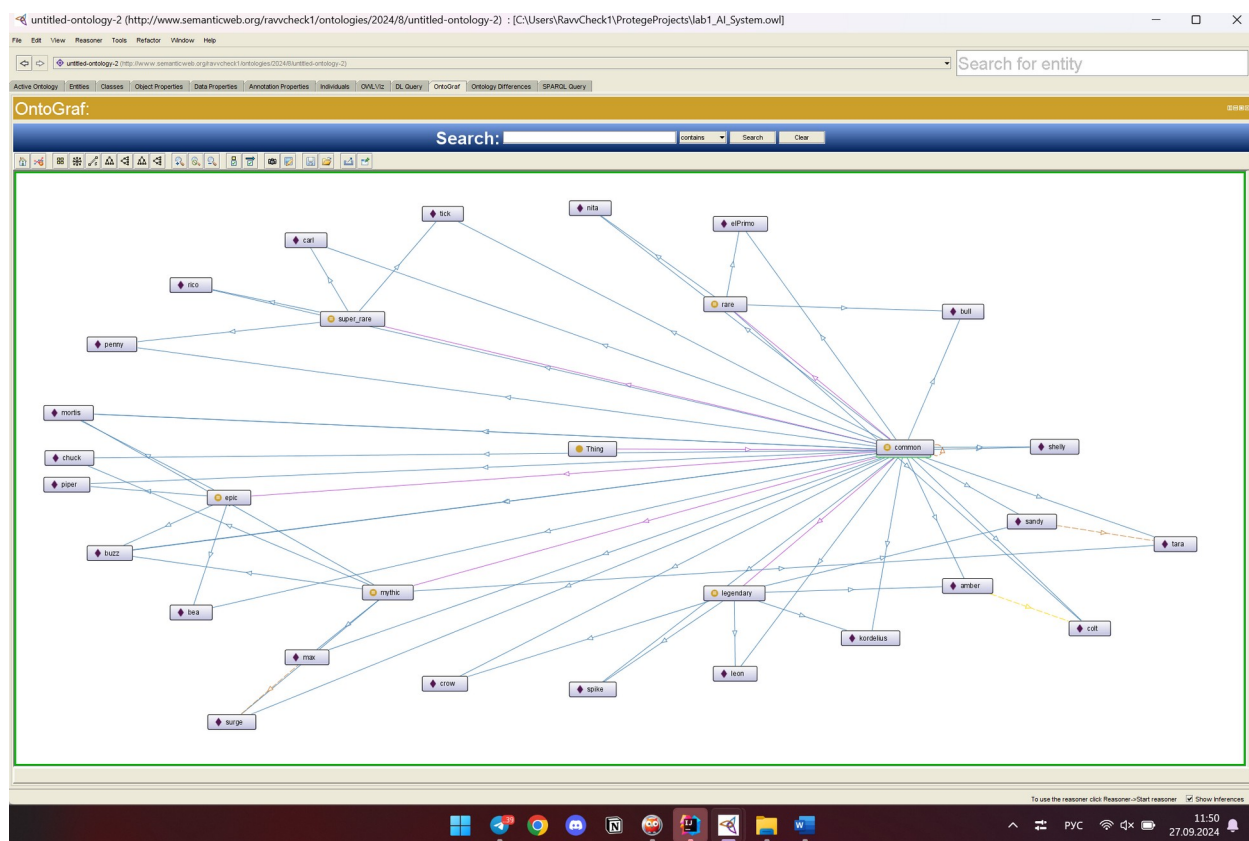 untitled-ontology-2 (http://www.semanticweb.org/ravvcheck1/ontologies/2024/8/untitled-ontology-2) : [C:\Users\RavvCheck1\ProtegeProjects\lab1_AI_System.owl]
File Edit View Reasoner Tools Refactor Window Help
untitled-ontology-2 (http://www.semanticweb.org/ravvcheck1/ontologies/2024/8/untitled-ontology-2)
Search for entity
Active Ontology Entities Classes Object Properties Data Properties Annotation Properties Individuals OWLViz DL Query OntoGraf Ontology Differences SPARQL Query
OntoGraf:
Search: contains Search Clear
nita
tick
elPrimo
carl
rico
rare
bull
super_rare
penny
mortis
common
shelly
Thing
chuck
piper
epic
sandy
tara
buzz
amber
mythic
legendary
bea
colt
kordelius
max
leon
crow
spike
surge
To use the reasoner click Reasoner->Start reasoner Show Inferences
39
РУС
11:50
27.09.2024